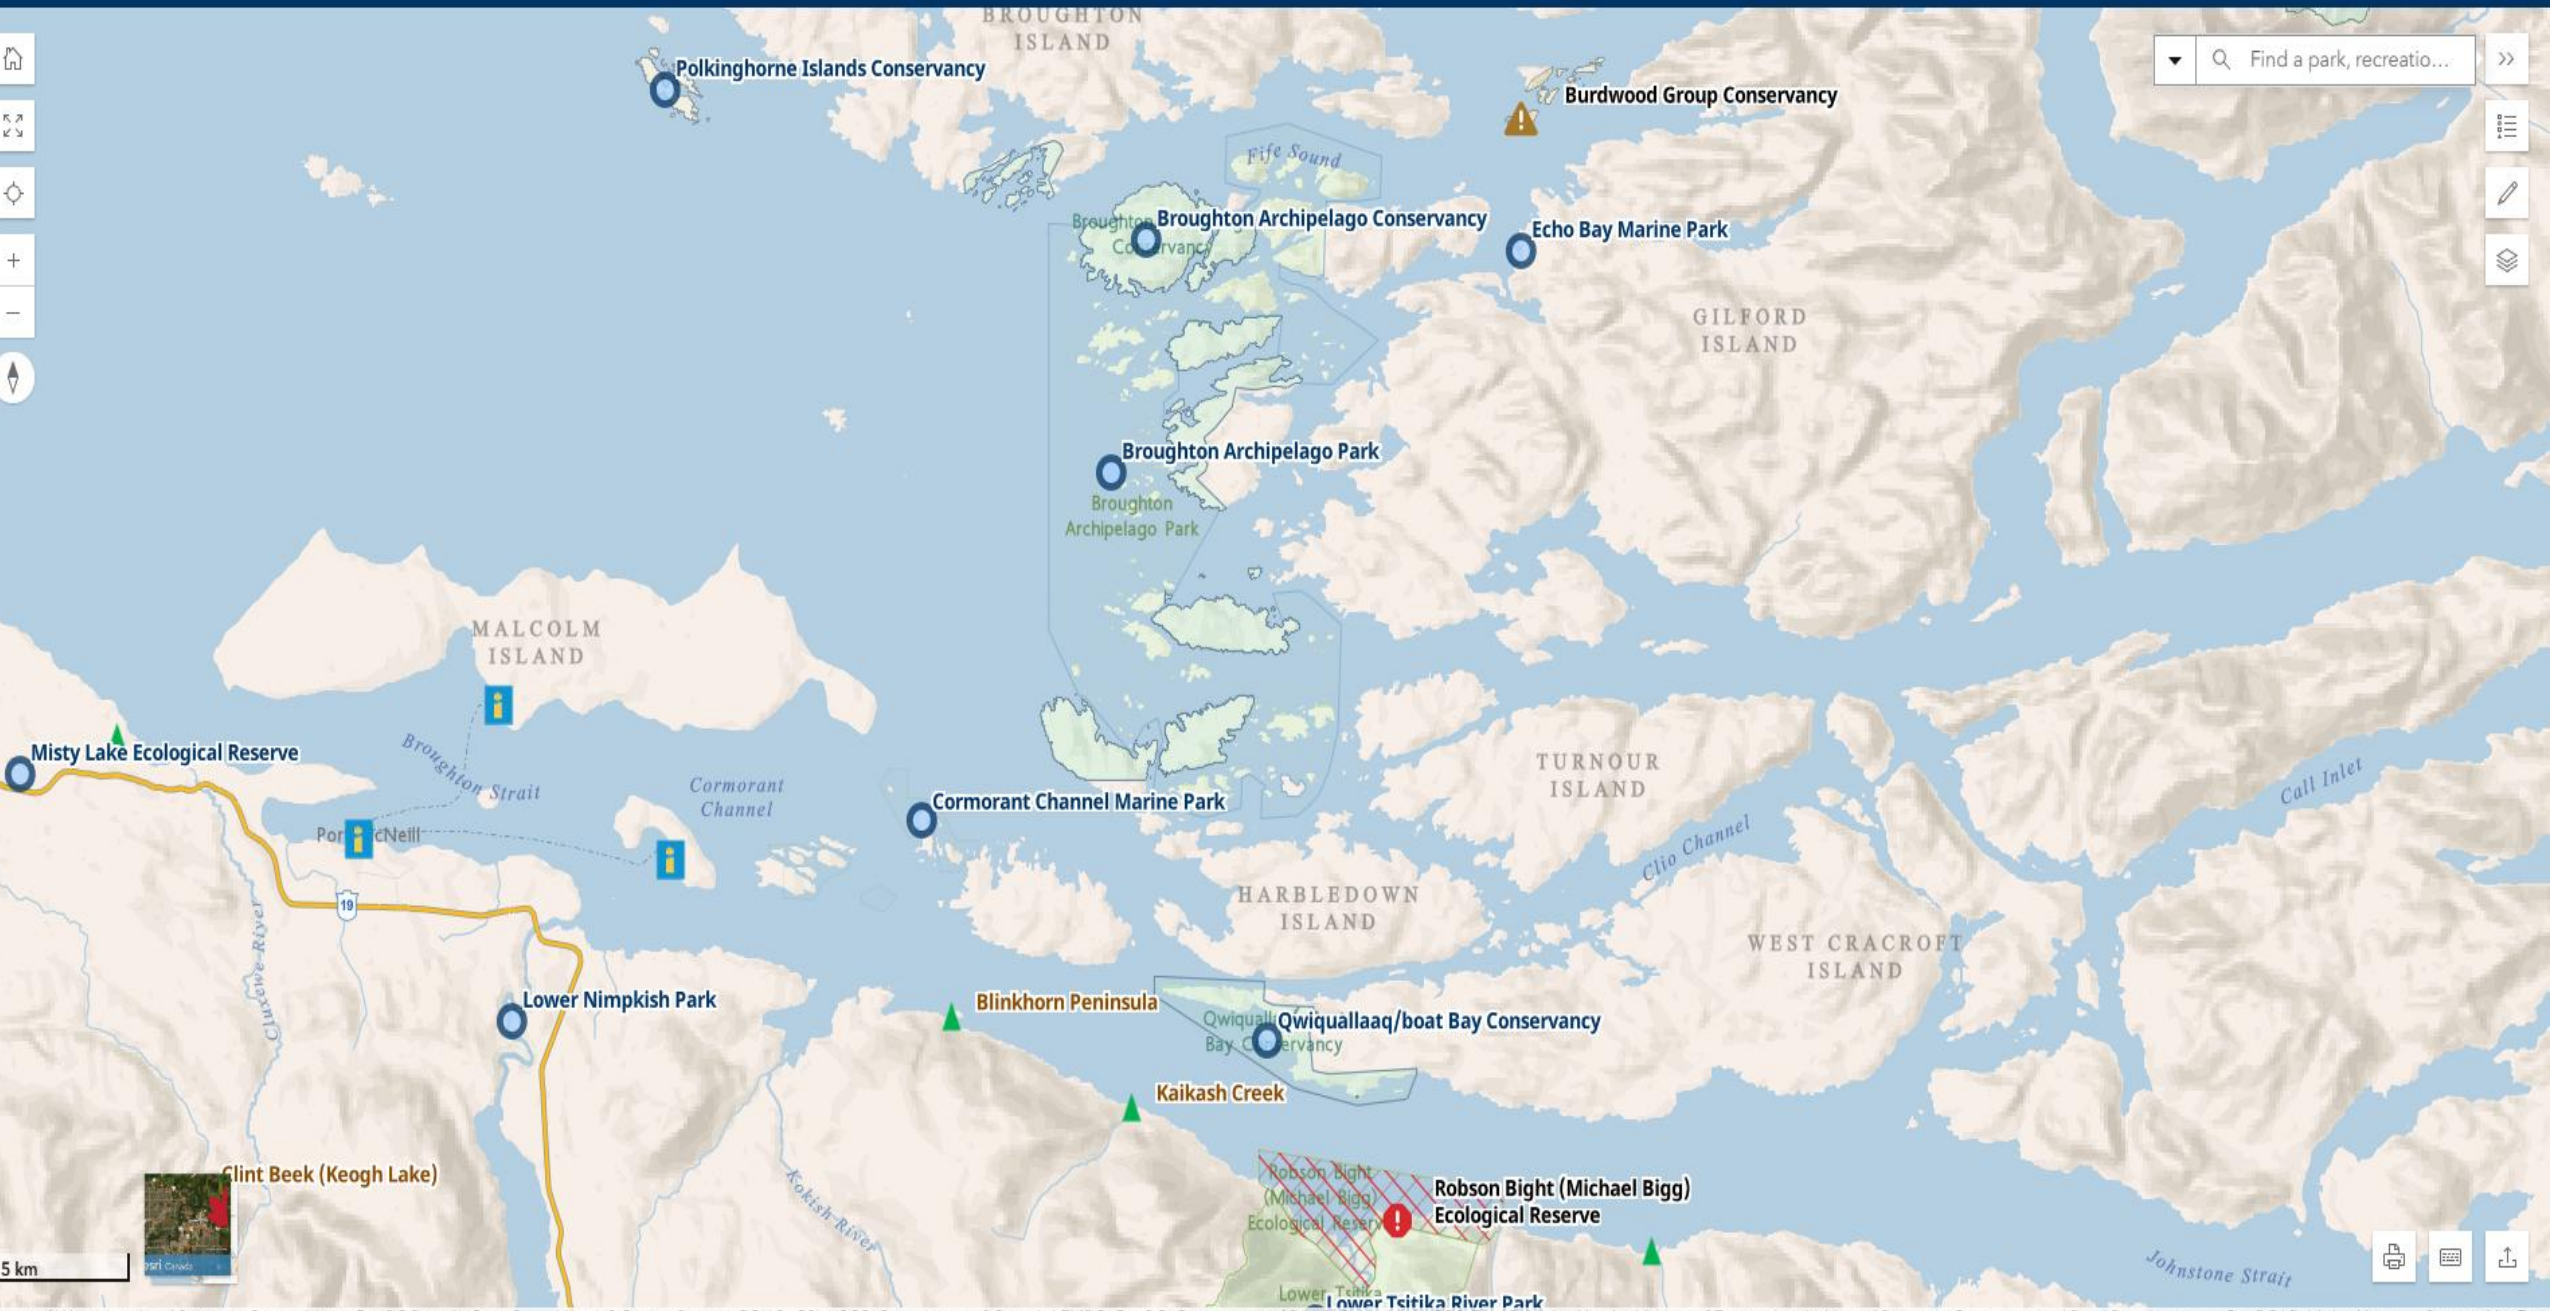 BROUGHTON
ISLAND
Polkinghorne Islands Conservancy
Find a park, recreatio...
Burdwood Group Conservancy
Fife Sound
Broughton Archipelago Conservancy
Echo Bay Marine Park
GILFORD
ISLAND
Broughton Archipelago Park
Broughton
Archipelago Park
MALCOLM
ISLAND
Misty Lake Ecological Reserve
Broughton Strait
Cormorant
Channel
TURNOUR
ISLAND
Call Inlet
Cormorant Channel Marine Park
Clio Channel
19
HARBLEDOWN
ISLAND
Cluxewe River
WEST CRACROFT
ISLAND
Lower Nimpkish Park
Blinkhorn Peninsula
Qwiquallaaq/boat Bay Conservancy
Kaikash Creek
Clint Beek (Keogh Lake)
Kokish River
Robson Bight
(Michael Bigg)
Ecological
Robson Bight (Michael Bigg)
Ecological Reserve
5 km
esri Canada
Johnstone Strait
Lower Tsitika
Lower Tsitika River Park